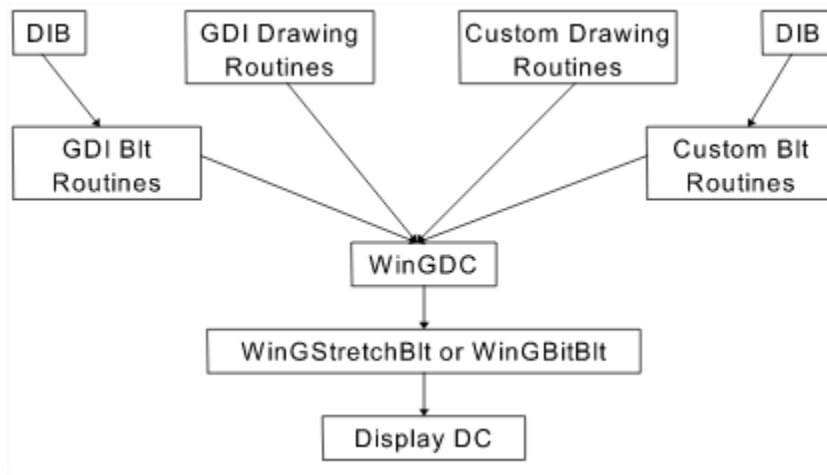 DIB
GDI Drawing
Routines
Custom Drawing
Routines
DIB
GDI Blt
Routines
Custom Blt
Routines
WinGDC
WinGStretchBlt or WinGBitBlt
Display DC